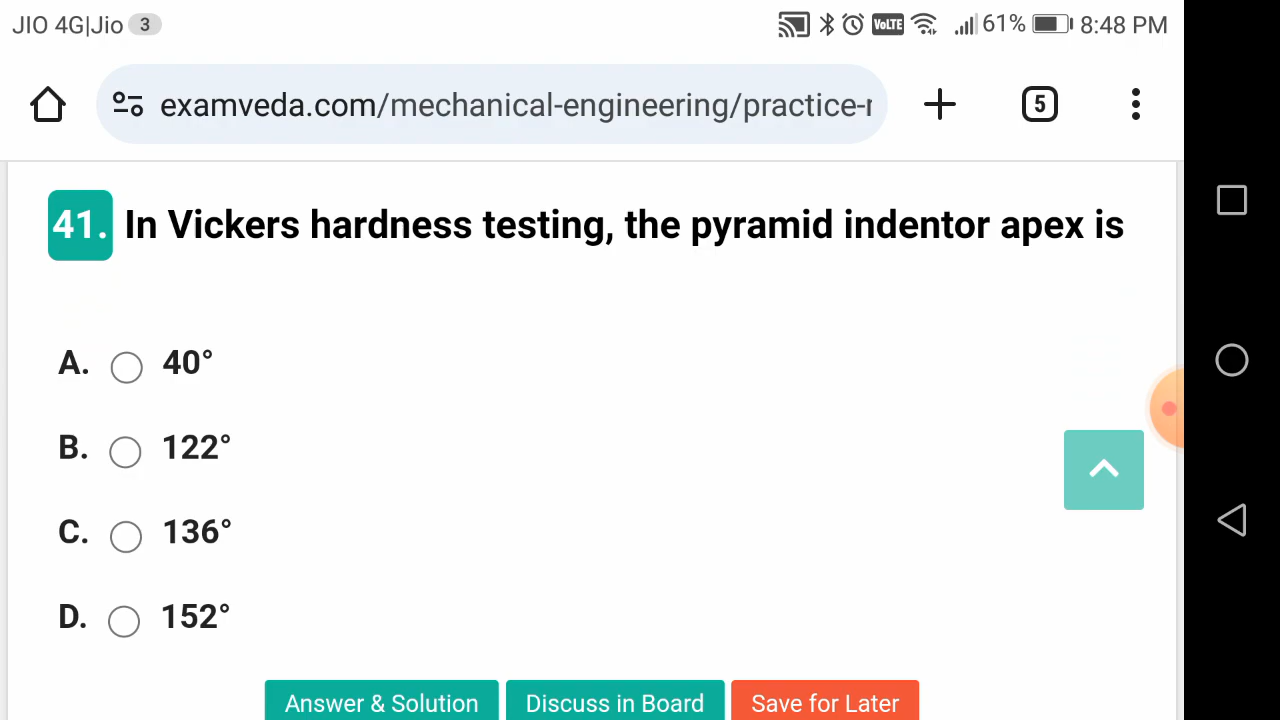 JIO 4G|Jio 3 VoLTE 61% 8:48 PM
examveda.com/mechanical-engineering/practice-r 5
41. In Vickers hardness testing, the pyramid indentor apex is
A. 40°
B. 122°
C. 136°
D. 152°
Answer & Solution Discuss in Board Save for Later